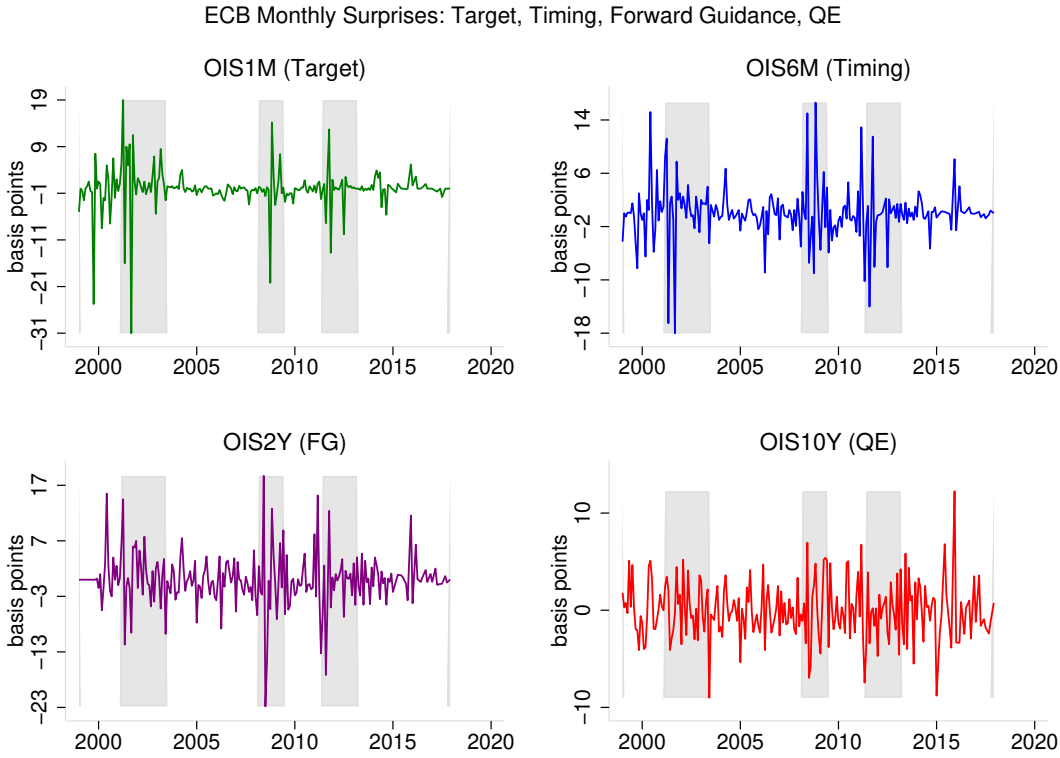 ECB Monthly Surprises: Target, Timing, Forward Guidance, QE
OIS1M (Target)
basis points
19
9
−1
−11
−21
−31
2000 2005 2010 2015 2020
OIS6M (Timing)
basis points
14
6
−2
−10
−18
2000 2005 2010 2015 2020
OIS2Y (FG)
basis points
17
7
−3
−13
−23
2000 2005 2010 2015 2020
OIS10Y (QE)
basis points
10
0
−10
2000 2005 2010 2015 2020